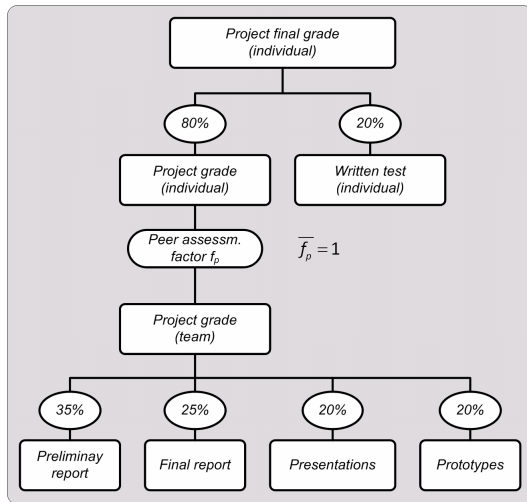 Project final grade
(individual)
80%
20%
Project grade
(individual)
Written test
(individual)
Peer assessm.
factor fp
fp = 1
Project grade
(team)
35%
25%
20%
20%
Preliminay
report
Final report
Presentations
Prototypes